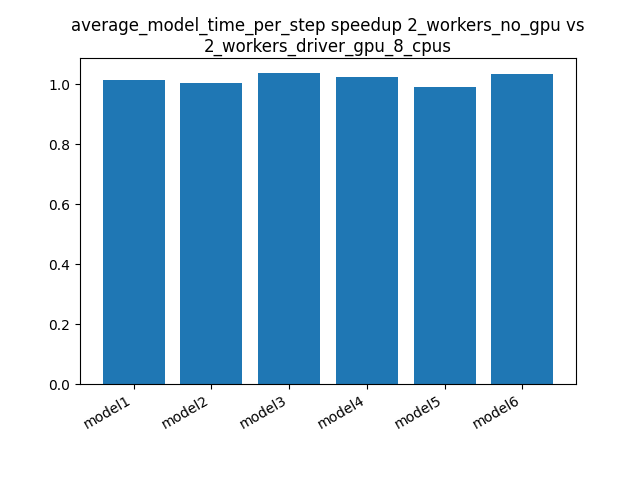 average_model_time_per_step speedup 2_workers_no_gpu vs
2_workers_driver_gpu_8_cpus
1.0
0.8
0.6
0.4
0.2
0.0
model1
model2
model3
model4
model5
model6